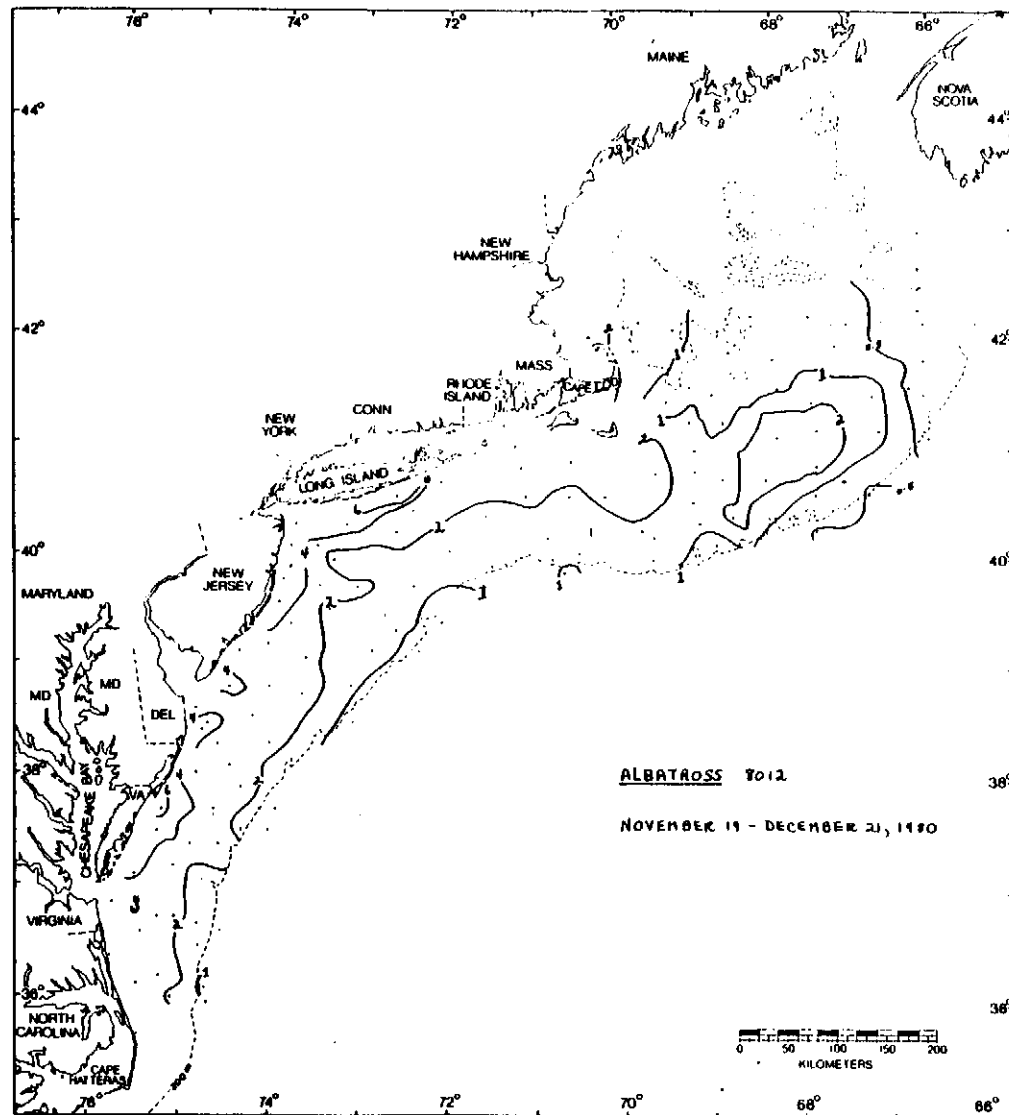 76° 74° 72° 70° 68° 66°
MAINE
NOVA
SCOTIA
44° 44°
NEW
HAMPSHIRE
42° 42°
MASS
CAPE COD
RHODE
ISLAND
CONN
NEW
YORK
LONG ISLAND
40° 40°
NEW
JERSEY
MARYLAND
MD
MD
DEL
38° 38°
CHESAPEAKE BAY
VA
VIRGINIA
36° 36°
NORTH
CAROLINA
CAPE
HATTERAS
200 m
ALBATROSS 8012
NOVEMBER 19 - DECEMBER 21, 1980
0 50 100 150 200
KILOMETERS
76° 74° 72° 70° 68° 66°